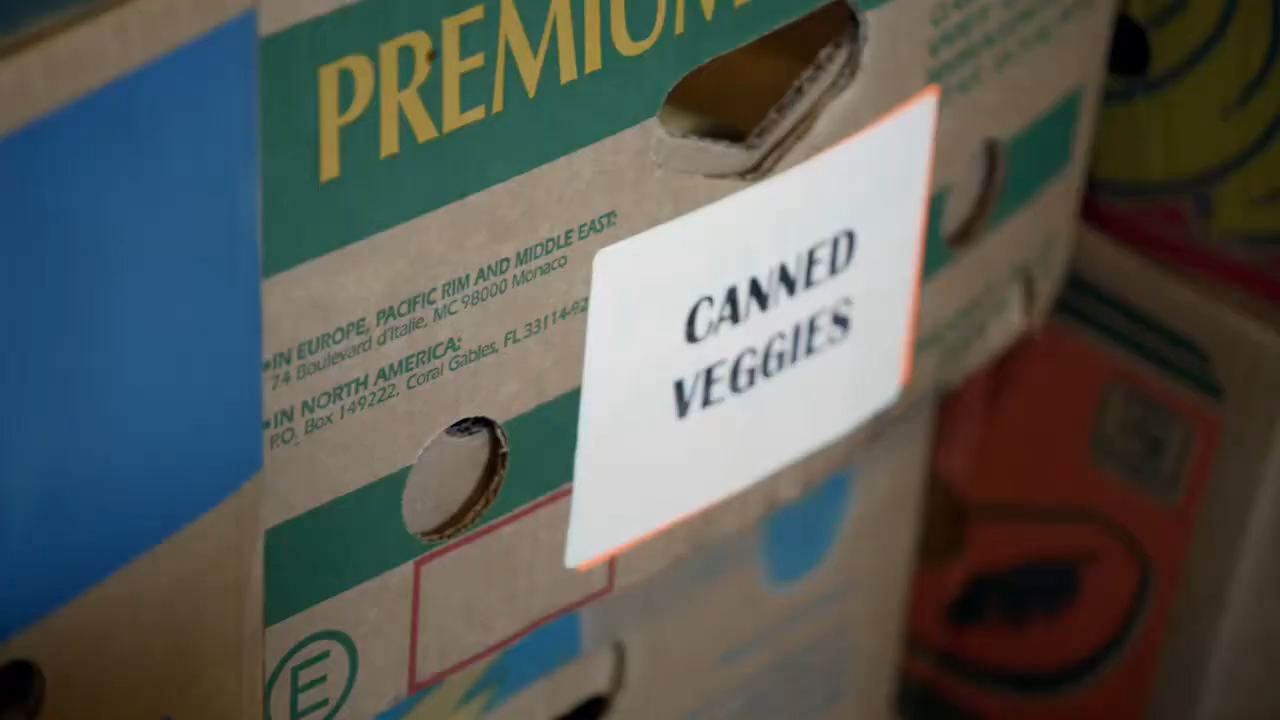 PREMIUM
•IN EUROPE, PACIFIC RIM AND MIDDLE EAST:
74 Boulevard d'Italie, MC 98000 Monaco
•IN NORTH AMERICA:
P.O. Box 149222, Coral Gables, FL 33114-92
CANNED
VEGGIES
E